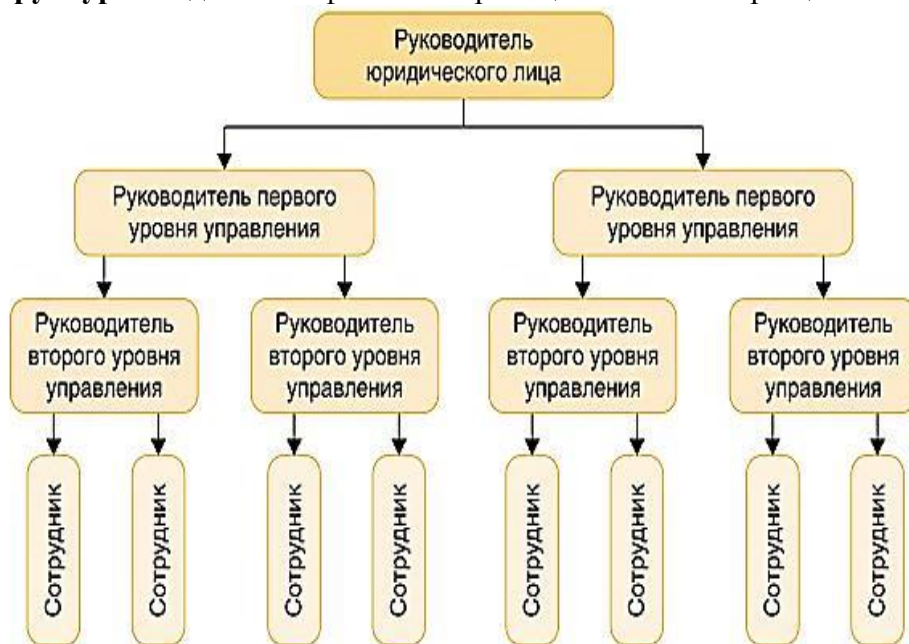 Руководитель
юридического лица
Руководитель первого
уровня управления
Руководитель первого
уровня управления
Руководитель
второго уровня
управления
Руководитель
второго уровня
управления
Руководитель
второго уровня
управления
Руководитель
второго уровня
управления
Сотрудник
Сотрудник
Сотрудник
Сотрудник
Сотрудник
Сотрудник
Сотрудник
Сотрудник